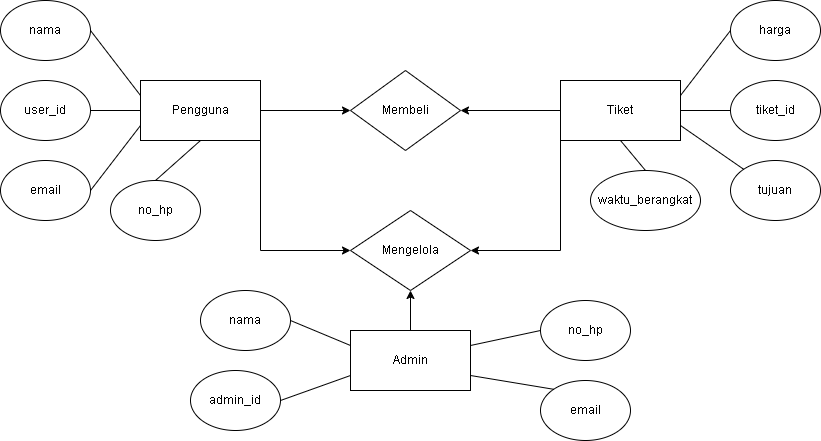 nama
harga
user_id
Pengguna
Membeli
Tiket
tiket_id
email
no_hp
waktu_berangkat
tujuan
Mengelola
nama
no_hp
Admin
admin_id
email